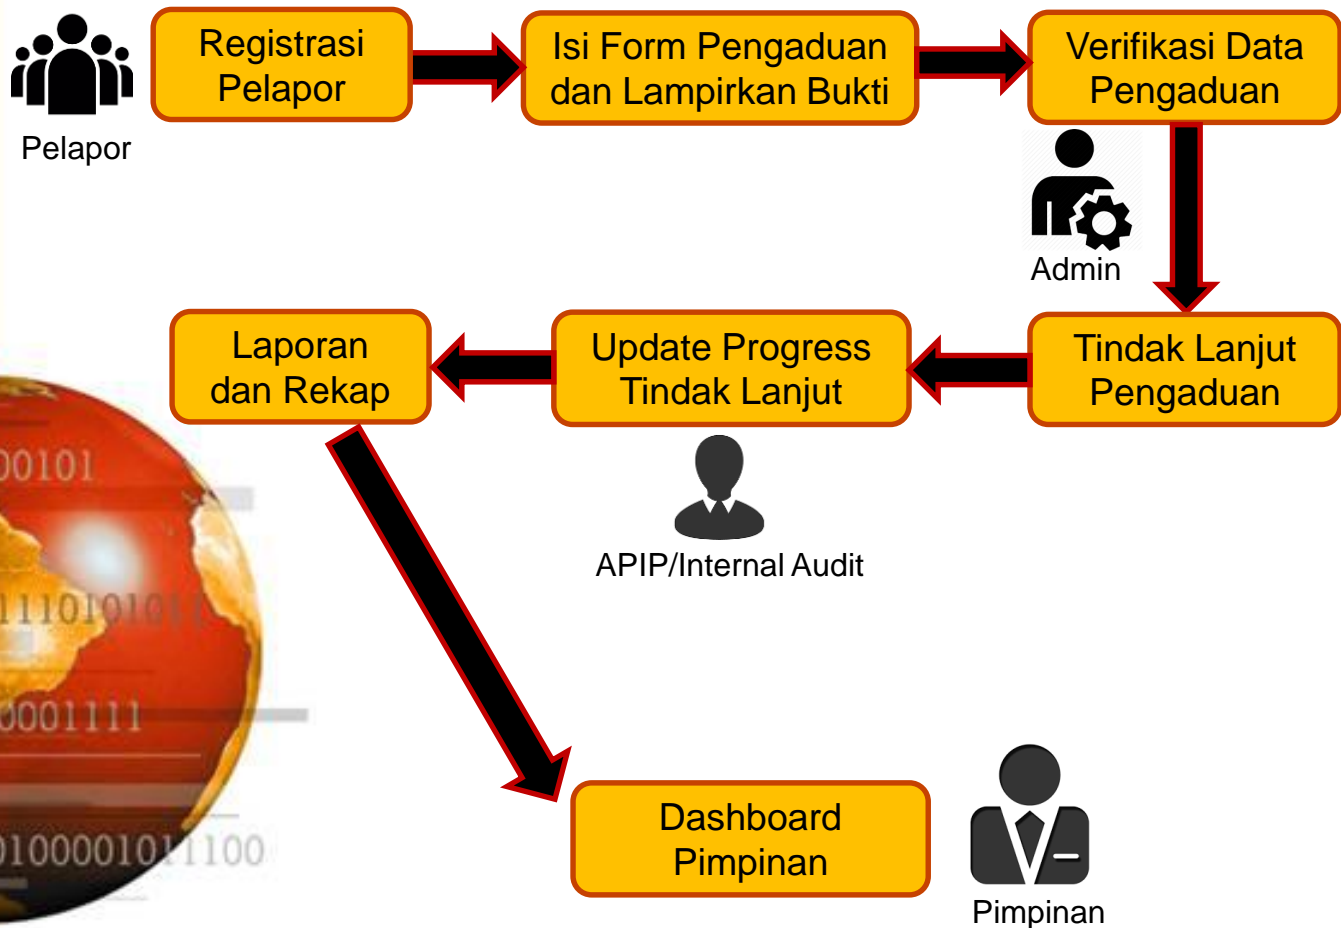 Registrasi
Pelapor
Isi Form Pengaduan
dan Lampirkan Bukti
Verifikasi Data
Pengaduan
Pelapor
Admin
Laporan
dan Rekap
Update Progress
Tindak Lanjut
Tindak Lanjut
Pengaduan
00101
APIP/Internal Audit
0001111
Dashboard
Pimpinan
Pimpinan